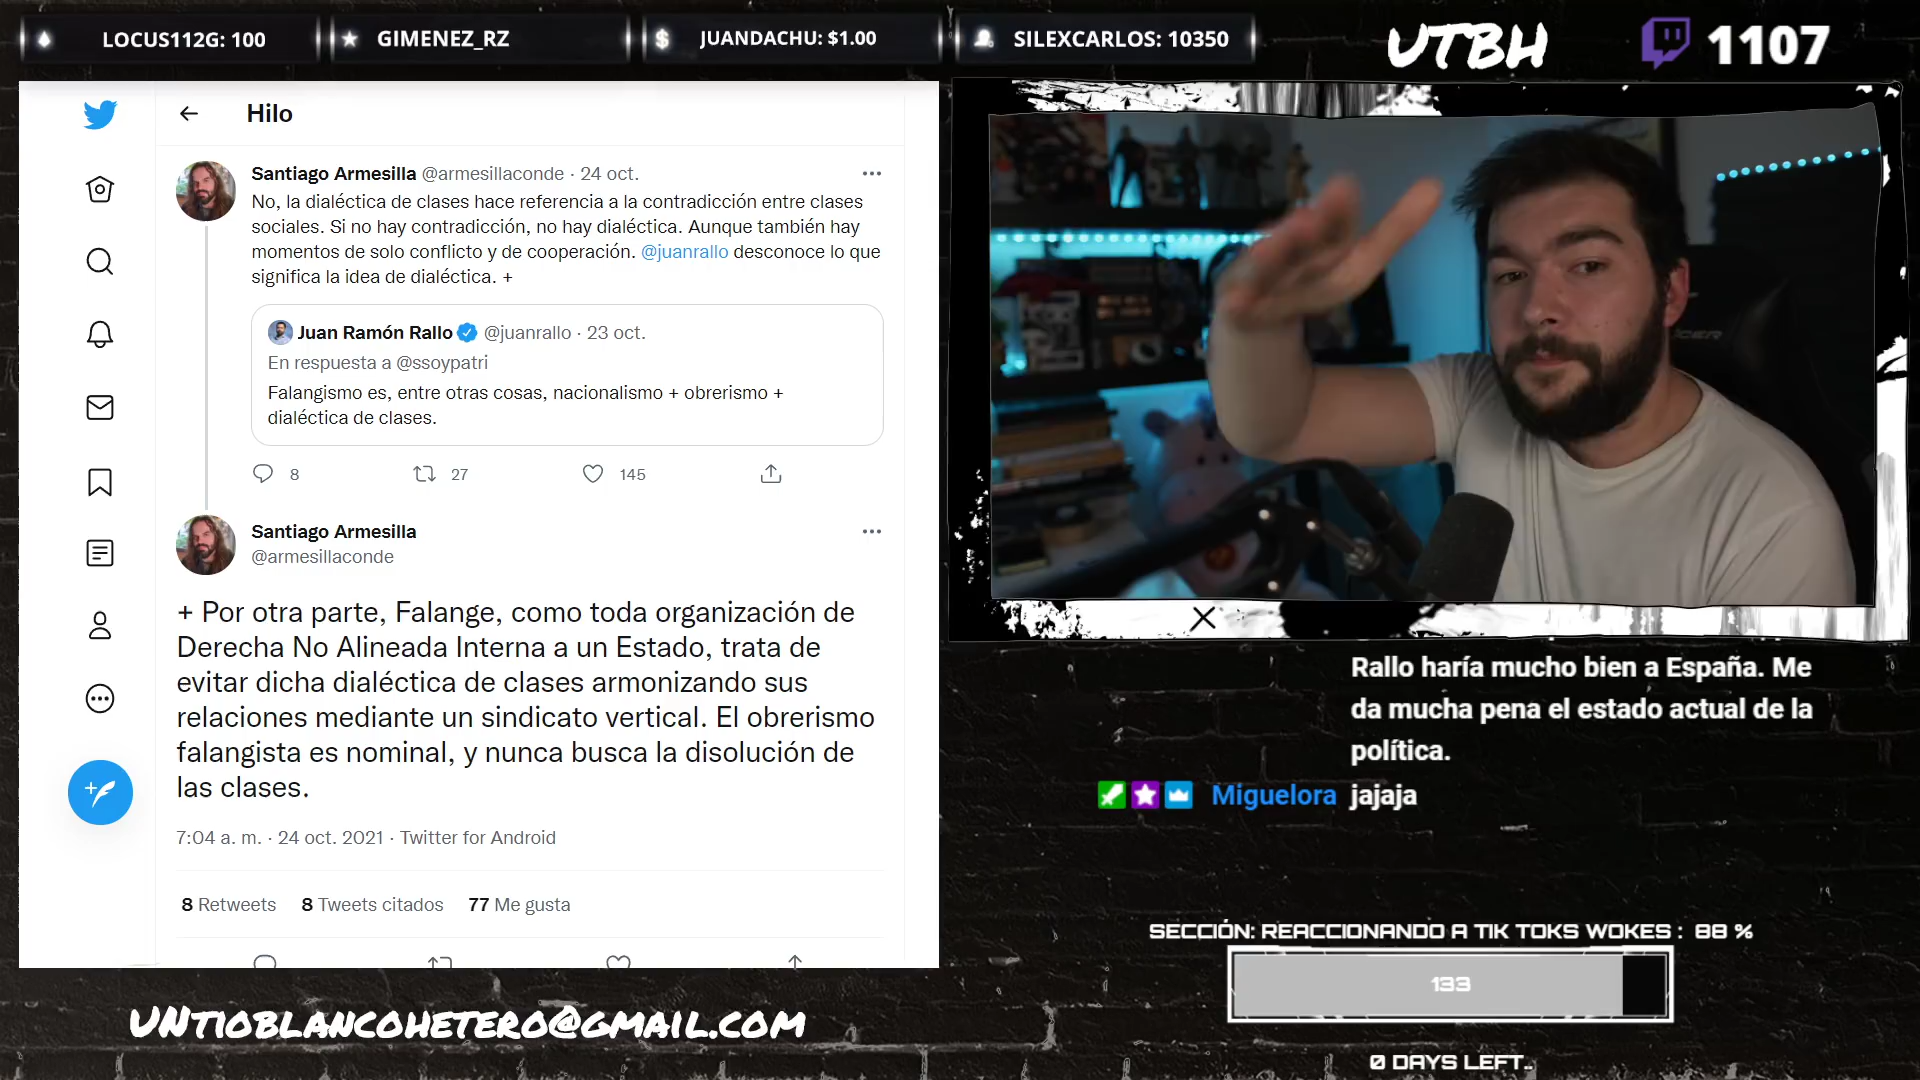 LOCUS112G: 100
GIMENEZ_RZ
JUANDACHU: $1.00
SILEXCARLOS: 10350
UTBH
1107
Hilo
Santiago Armesilla @armesillaconde · 24 oct.
No, la dialéctica de clases hace referencia a la contradicción entre clases
sociales. Si no hay contradicción, no hay dialéctica. Aunque también hay
momentos de solo conflicto y de cooperación. @juanrallo desconoce lo que
significa la idea de dialéctica. +
Juan Ramón Rallo @juanrallo · 23 oct.
En respuesta a @ssoypatri
Falangismo es, entre otras cosas, nacionalismo + obrerismo +
dialéctica de clases.
8 27 145
Santiago Armesilla
@armesillaconde
+ Por otra parte, Falange, como toda organización de
Derecha No Alineada Interna a un Estado, trata de
evitar dicha dialéctica de clases armonizando sus
relaciones mediante un sindicato vertical. El obrerismo
falangista es nominal, y nunca busca la disolución de
las clases.
7:04 a. m. · 24 oct. 2021 · Twitter for Android
8 Retweets 8 Tweets citados 77 Me gusta
UNTIOBLANCOHETERO@GMAIL.COM
Rallo haría mucho bien a España. Me
da mucha pena el estado actual de la
política.
Miguelora jajaja
SECCIÓN: REACCIONANDO A TIK TOKS WOKES : 88 %
133
0 DAYS LEFT..